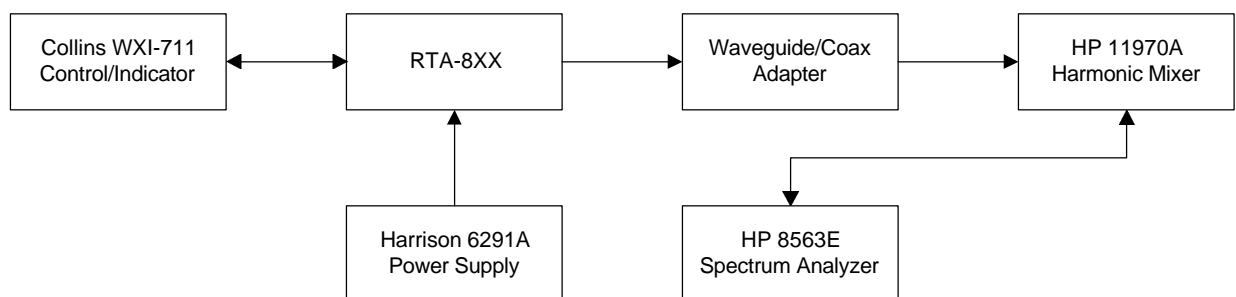 Collins WXI-711
Control/Indicator
RTA-8XX
Waveguide/Coax
Adapter
HP 11970A
Harmonic Mixer
Harrison 6291A
Power Supply
HP 8563E
Spectrum Analyzer